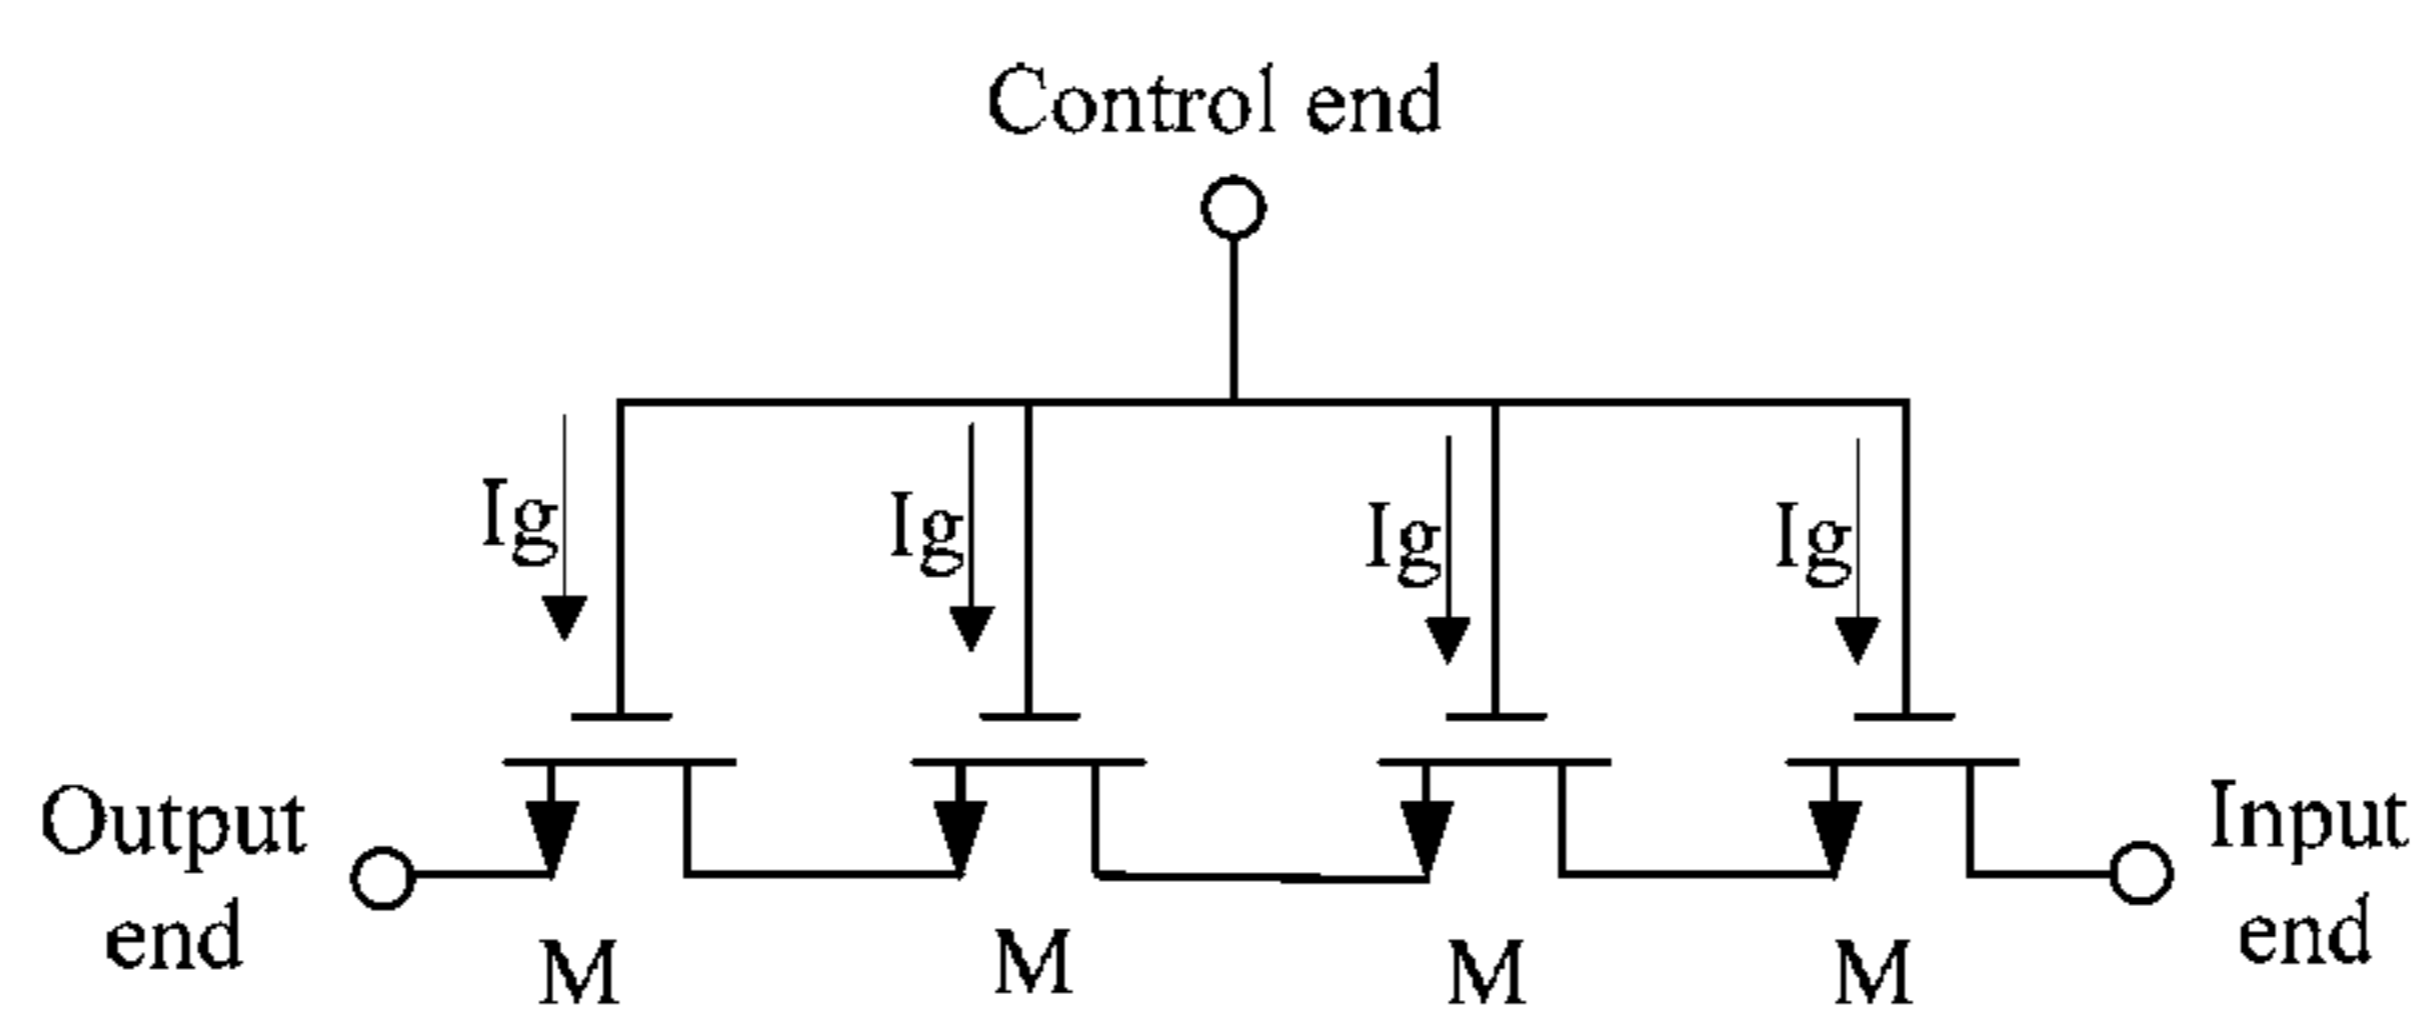 Control end
Ig
Ig
Ig
Ig
Output
end
Input
end
M
M
M
M